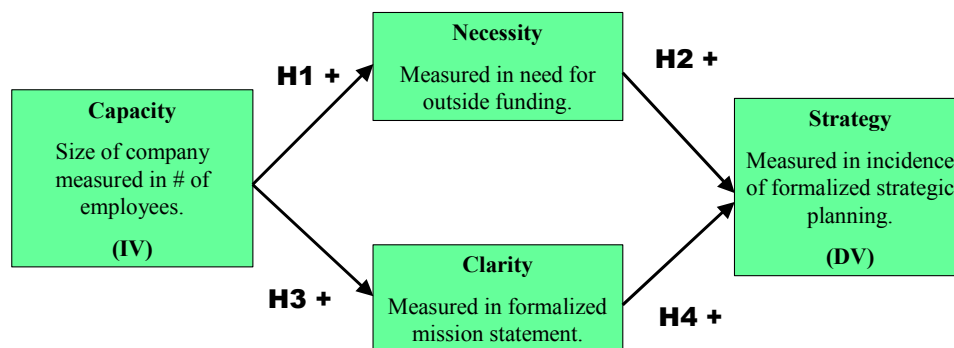 Necessity
Measured in need for
outside funding.
H1 +
H2 +
Capacity
Size of company
measured in # of
employees.
(IV)
Strategy
Measured in incidence
of formalized strategic
planning.
(DV)
Clarity
Measured in formalized
mission statement.
H3 +
H4 +